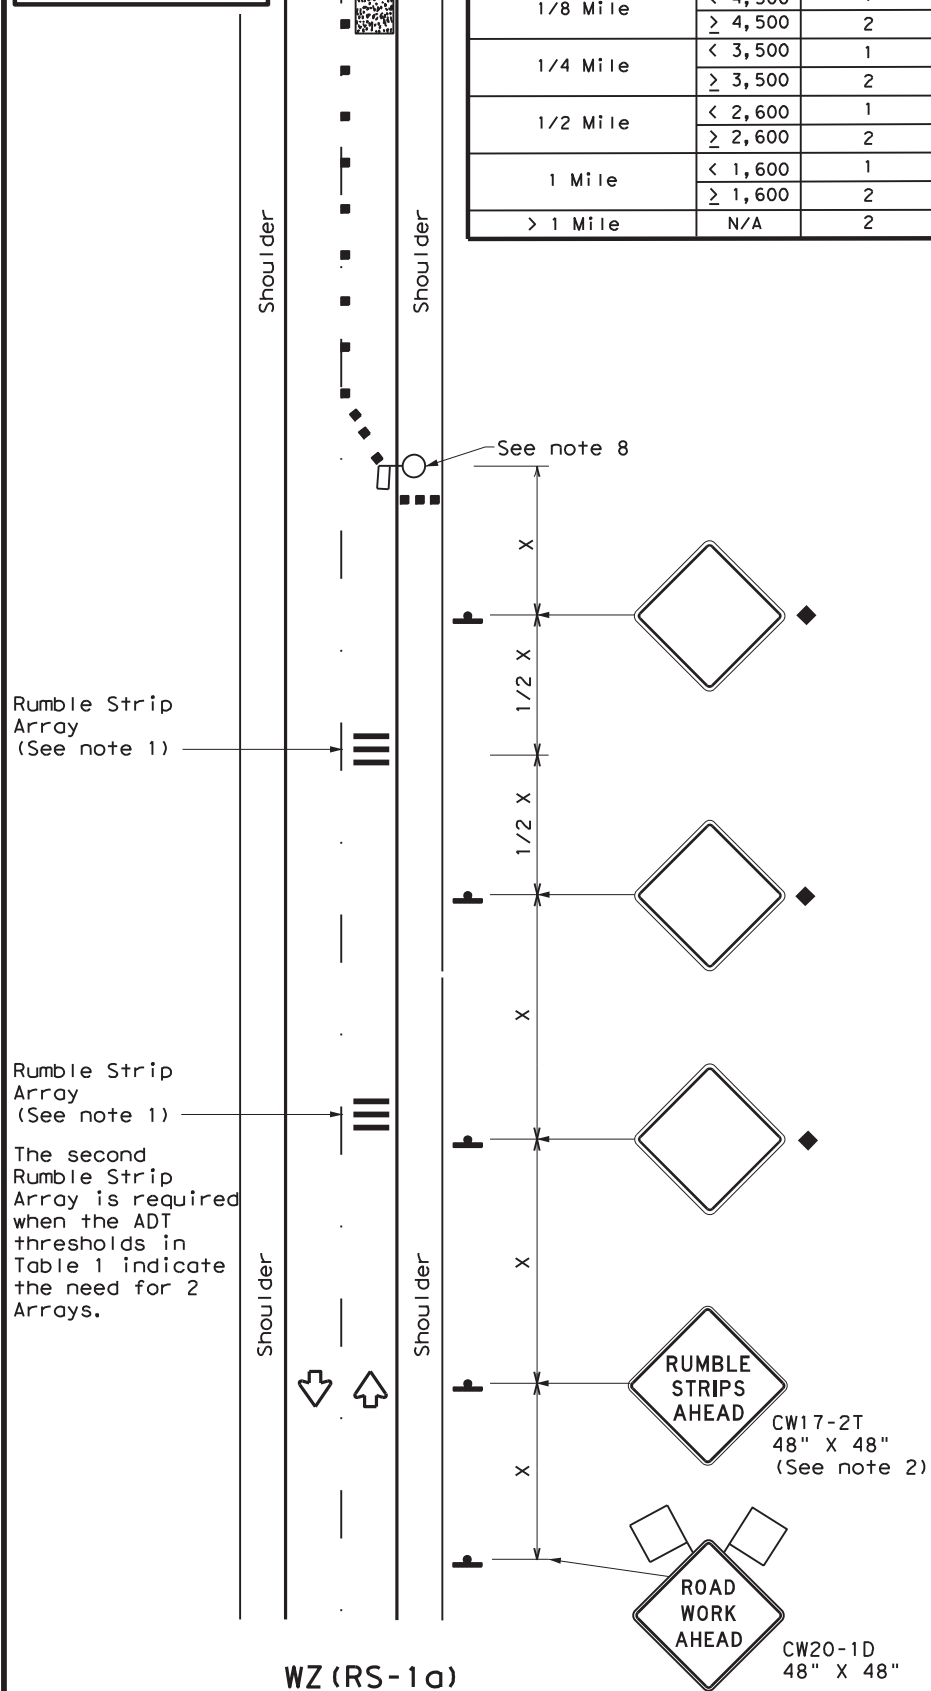 1/8 Mile
< 4,500
≥ 4,500 2
1/4 Mile
< 3,500 1
≥ 3,500 2
1/2 Mile
< 2,600 1
≥ 2,600 2
1 Mile
< 1,600 1
≥ 1,600 2
> 1 Mile N/A 2
Shoulder
Shoulder
See note 8
X
1/2 X
Rumble Strip
Array
(See note 1)
1/2 X
X
Rumble Strip
Array
(See note 1)
The second
Rumble Strip
Array is required
when the ADT
thresholds in
Table 1 indicate
the need for 2
Arrays.
Shoulder
Shoulder
X
RUMBLE
STRIPS
AHEAD
CW17-2T
48" X 48"
(See note 2)
X
ROAD
WORK
AHEAD
CW20-1D
48" X 48"
WZ(RS-1a)